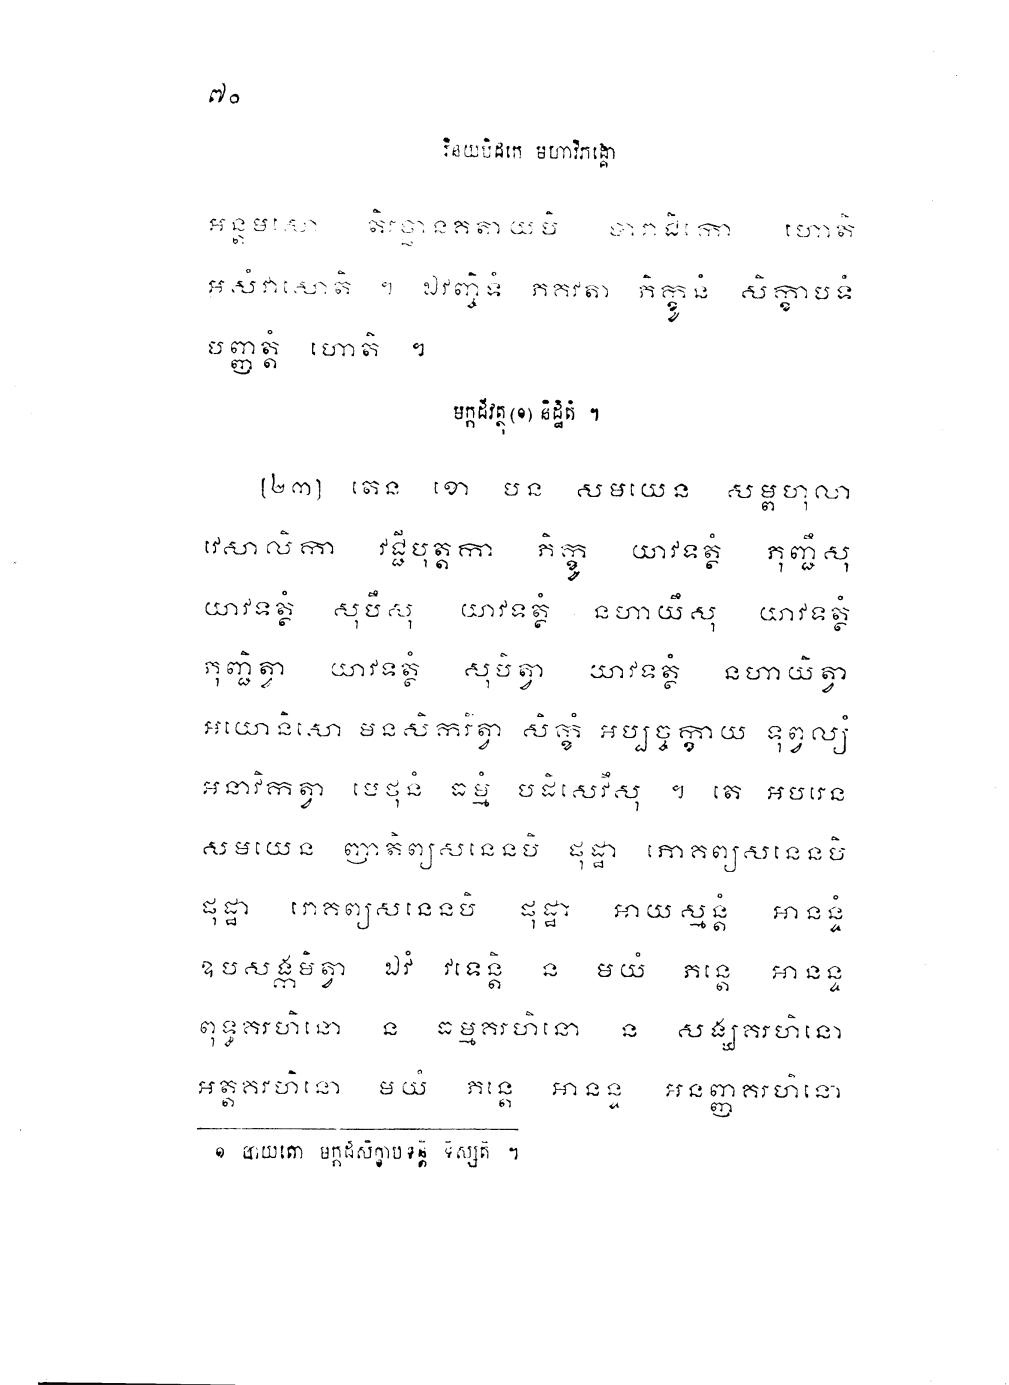 ៧០
វិនយបិដកេ មហាវិភង្គោ
អន្តមសោ តិរច្ឆានគតាយបិ បារាជិកោ ហោតិ
អសំវាសោតិ ។ ឯវញ្ចិទំ ភគវតា ភិក្ខូនំ សិក្ខាបទំ
បញ្ញត្តំ ហោតិ ។
មក្កដីវត្ថុ(១) និដ្ឋិតំ ។
[២៣] តេន ខោ បន សមយេន សម្ពហុលា
វេសាលិកា វជ្ជីបុត្តកា ភិក្ខូ យាវទត្ថំ ភុញ្ជឹសុ
យាវទត្ថំ សុបឹសុ យាវទត្ថំ នហាយឹសុ យាវទត្ថំ
ភុញ្ជិត្វា យាវទត្ថំ សុបិត្វា យាវទត្ថំ នហាយិត្វា
អយោនិសោ មនសិករិត្វា សិក្ខំ អប្បច្ចក្ខាយ ទុព្វល្យំ
អនាវិកត្វា មេថុនំ ធម្មំ បដិសេវឹសុ ។ តេ អបរេន
សមយេន ញាតិព្យសនេនបិ ផុដ្ឋា ភោគព្យសនេនបិ
ផុដ្ឋា រោគព្យសនេនបិ ផុដ្ឋា អាយស្មន្តំ អានន្ទំ
ឧបសង្កមិត្វា ឯវំ វទេន្តិ ន មយំ ភន្តេ អានន្ទ
ពុទ្ធគរហិនោ ន ធម្មគរហិនោ ន សង្ឃគរហិនោ
អត្តគរហិនោ មយំ ភន្តេ អានន្ទ អនញ្ញគរហិនោ
១ បាយតោ មក្កដីសិក្ខាបទន្តិ ទិស្សតិ ។